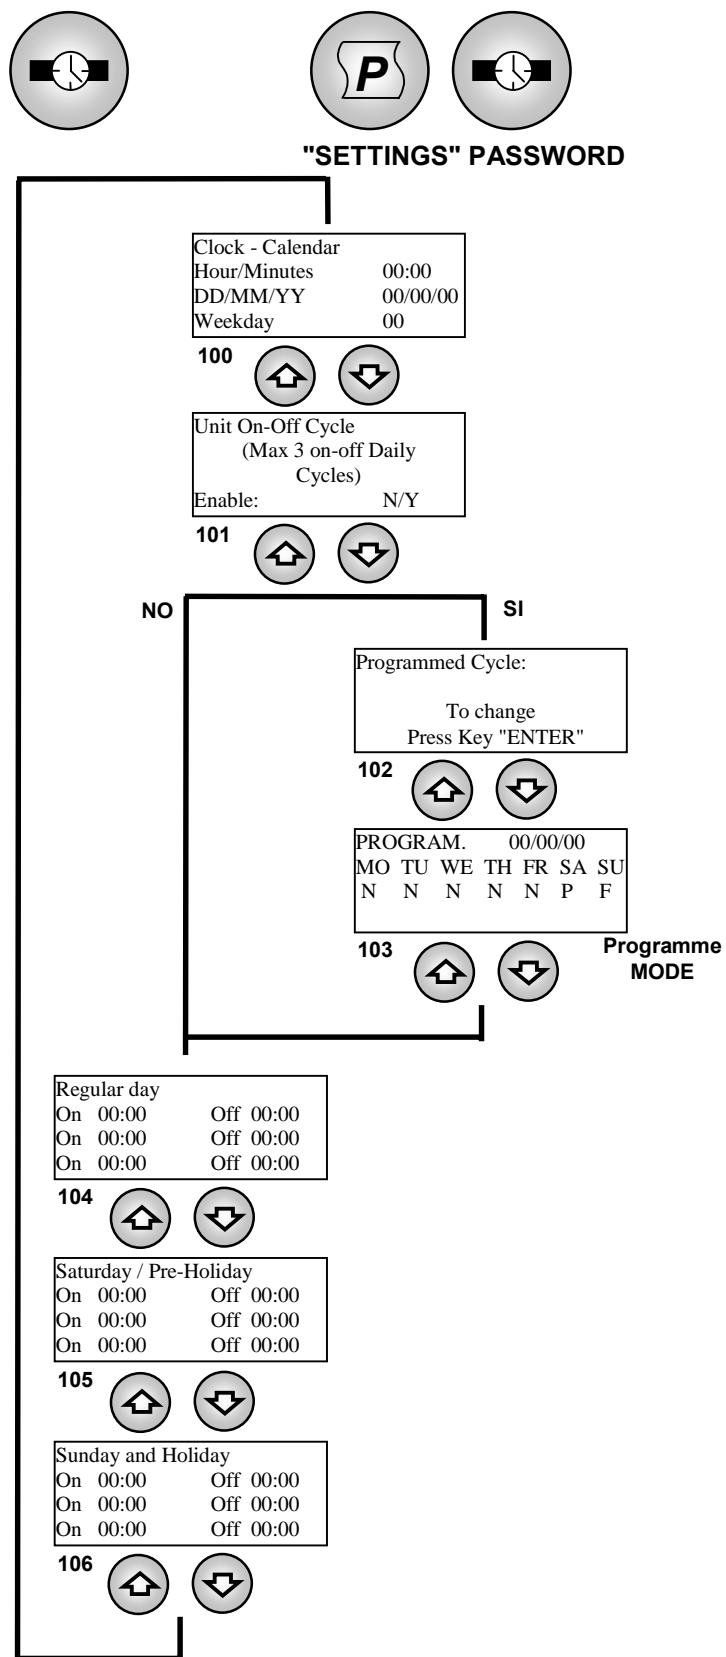 P
"SETTINGS" PASSWORD
Clock - Calendar
Hour/Minutes 00:00
DD/MM/YY 00/00/00
Weekday 00
100
Unit On-Off Cycle
(Max 3 on-off Daily
Cycles)
Enable: N/Y
101
NO SI
Programmed Cycle:
To change
Press Key "ENTER"
102
PROGRAM. 00/00/00
MO TU WE TH FR SA SU
N N N N N P F
103
Programme
MODE
Regular day
On 00:00 Off 00:00
On 00:00 Off 00:00
On 00:00 Off 00:00
104
Saturday / Pre-Holiday
On 00:00 Off 00:00
On 00:00 Off 00:00
On 00:00 Off 00:00
105
Sunday and Holiday
On 00:00 Off 00:00
On 00:00 Off 00:00
On 00:00 Off 00:00
106